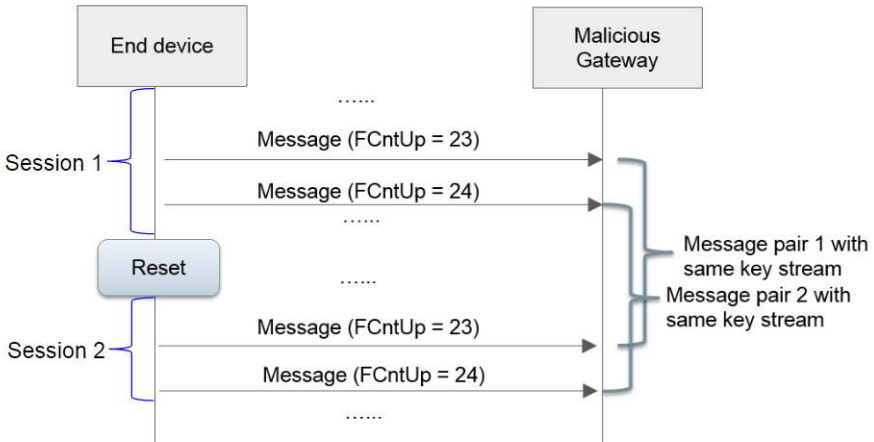 End device
Malicious
Gateway
…...
Message (FCntUp = 23)
Session 1
Message (FCntUp = 24)
…...
Message pair 1 with
same key stream
Reset
…...
Message pair 2 with
same key stream
Message (FCntUp = 23)
Session 2
Message (FCntUp = 24)
…...